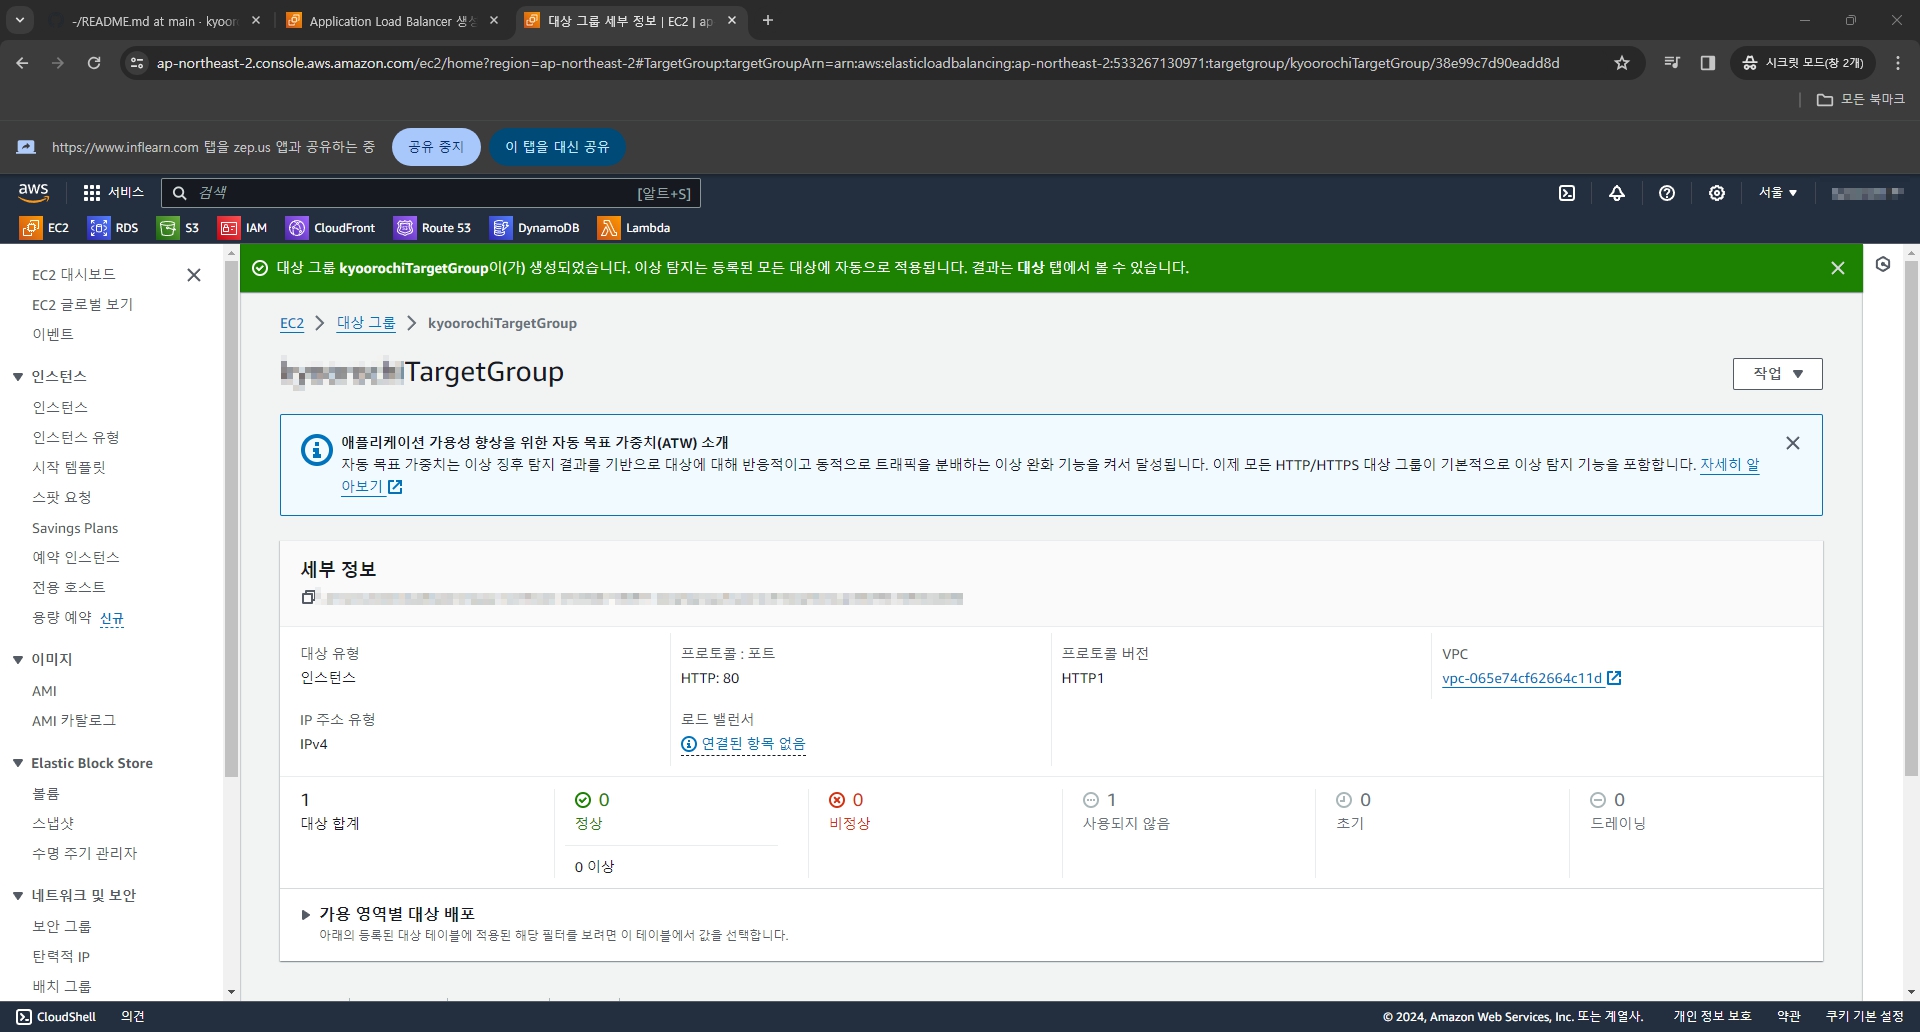 -/README.md at main · kyoor
Application Load Balancer 생성
대상 그룹 세부 정보 | EC2 | ap
ap-northeast-2.console.aws.amazon.com/ec2/home?region=ap-northeast-2#TargetGroup:targetGroupArn=arn:aws:elasticloadbalancing:ap-northeast-2:533267130971:targetgroup/kyoorochiTargetGroup/38e99c7d90eadd8d
시크릿 모드(창 2개)
모든 북마크
https://www.inflearn.com 탭을 zep.us 앱과 공유하는 중
공유 중지
이 탭을 대신 공유
aws
서비스
검색
[알트+S]
서울
EC2
RDS
S3
IAM
CloudFront
Route 53
DynamoDB
Lambda
EC2 대시보드
EC2 글로벌 보기
이벤트
인스턴스
인스턴스
인스턴스 유형
시작 템플릿
스팟 요청
Savings Plans
예약 인스턴스
전용 호스트
용량 예약 신규
이미지
AMI
AMI 카탈로그
Elastic Block Store
볼륨
스냅샷
수명 주기 관리자
네트워크 및 보안
보안 그룹
탄력적 IP
배치 그룹
대상 그룹 kyoorochiTargetGroup이(가) 생성되었습니다. 이상 탐지는 등록된 모든 대상에 자동으로 적용됩니다. 결과는 대상 탭에서 볼 수 있습니다.
EC2
대상 그룹
kyoorochiTargetGroup
TargetGroup
작업
애플리케이션 가용성 향상을 위한 자동 목표 가중치(ATW) 소개
자동 목표 가중치는 이상 징후 탐지 결과를 기반으로 대상에 대해 반응적이고 동적으로 트래픽을 분배하는 이상 완화 기능을 켜서 달성됩니다. 이제 모든 HTTP/HTTPS 대상 그룹이 기본적으로 이상 탐지 기능을 포함합니다. 자세히 알
아보기
세부 정보
대상 유형
인스턴스
프로토콜 : 포트
HTTP: 80
프로토콜 버전
HTTP1
VPC
vpc-065e74cf62664c11d
IP 주소 유형
IPv4
로드 밸런서
연결된 항목 없음
1
대상 합계
0
정상
0 이상
0
비정상
1
사용되지 않음
0
초기
0
드레이닝
가용 영역별 대상 배포
아래의 등록된 대상 테이블에 적용된 해당 필터를 보려면 이 테이블에서 값을 선택합니다.
CloudShell
의견
© 2024, Amazon Web Services, Inc. 또는 계열사.
개인 정보 보호
약관
쿠키 기본 설정